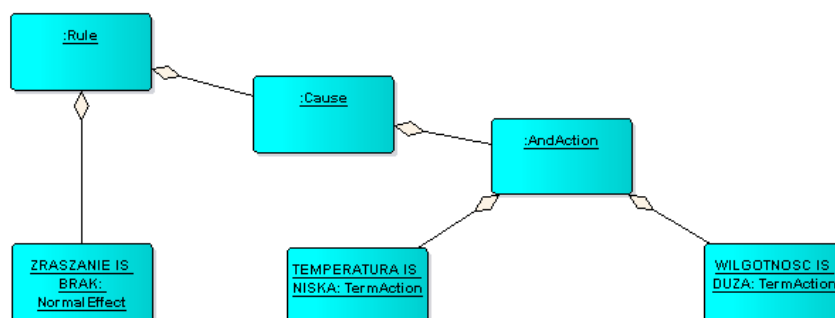 :Rule
:Cause
:AndAction
ZRASZANIE IS
BRAK:
NormalEffect
TEMPERATURA IS
NISKA: TermAction
WILGOTNOSC IS
DUZA: TermAction